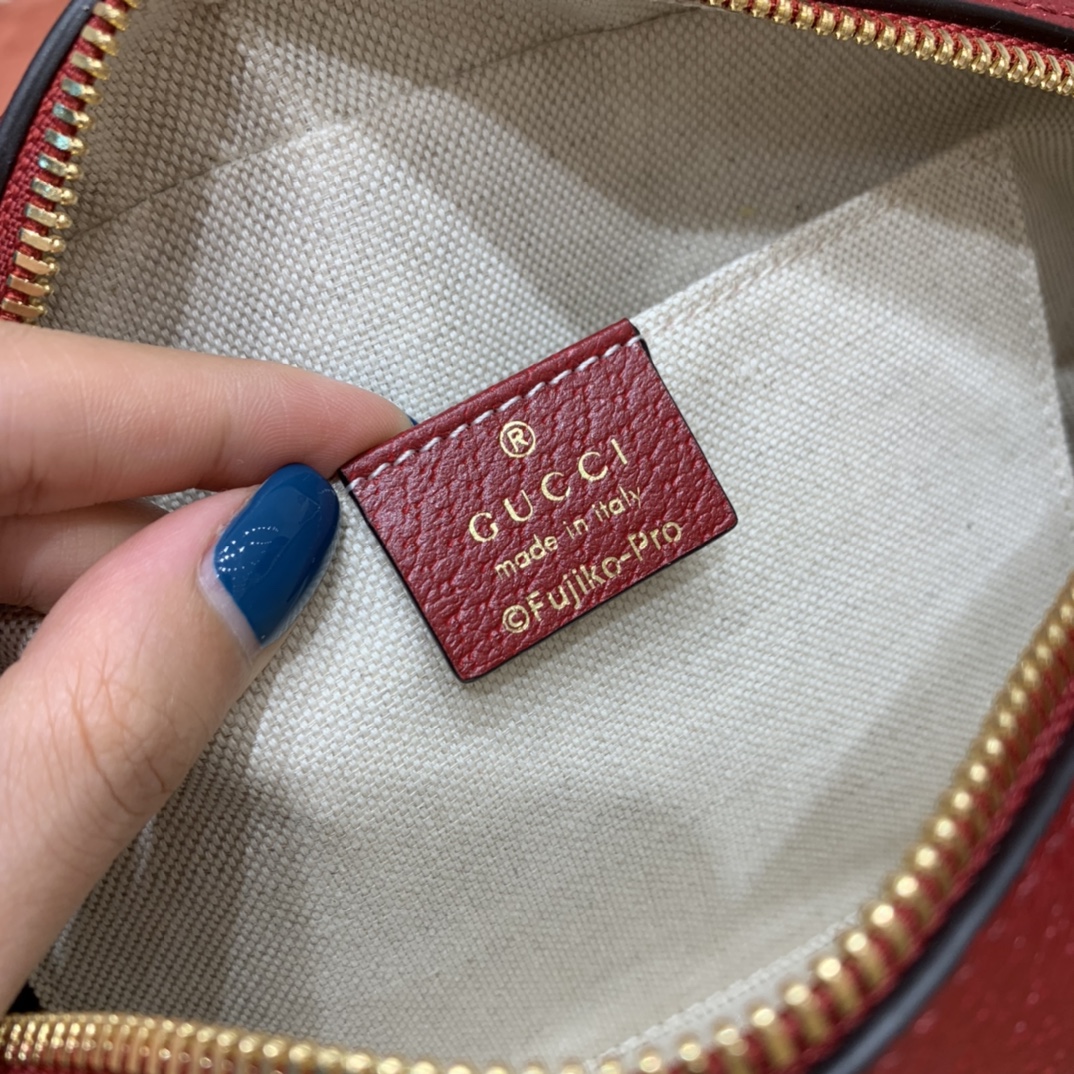 ®
GUCCI
made in italy
©Fujiko-Pro